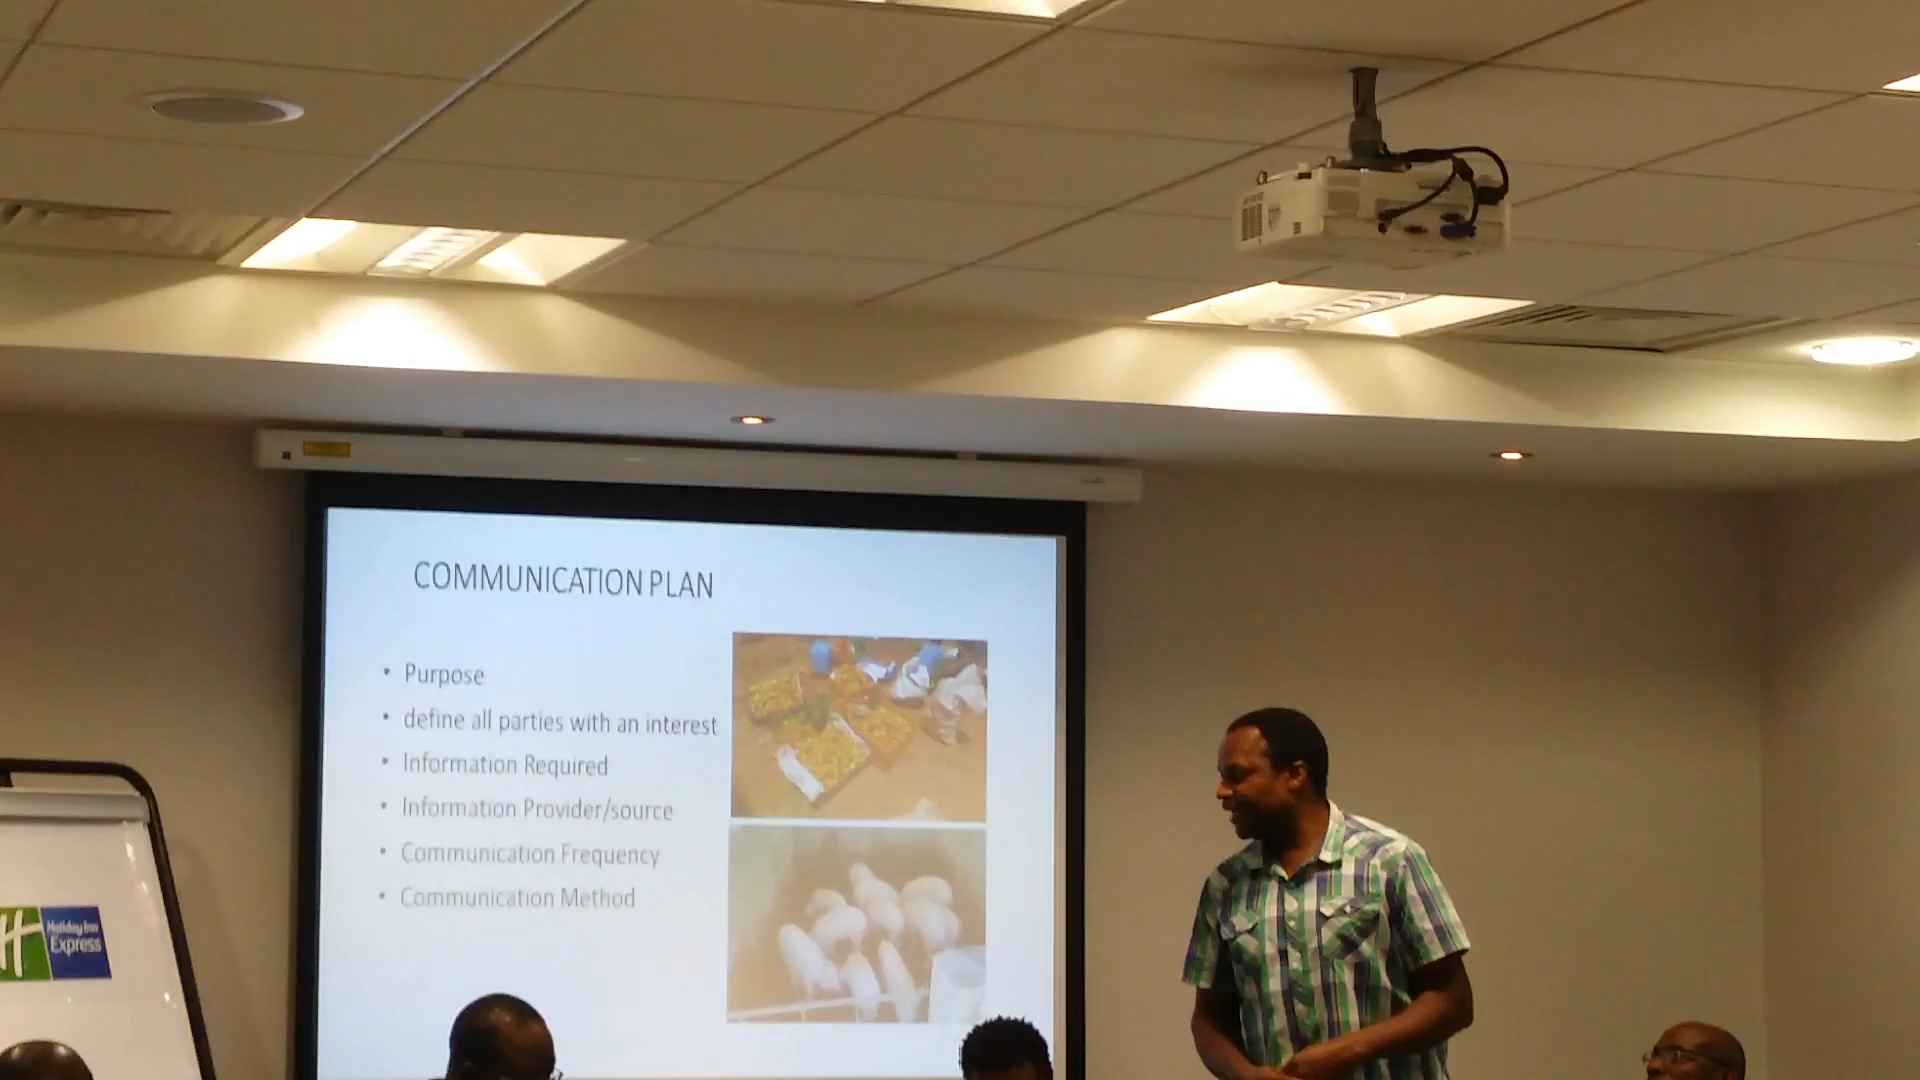 COMMUNICATION PLAN
• Purpose
• define all parties with an interest
• Information Required
• Information Provider/source
• Communication Frequency
• Communication Method
Holiday Inn
Express